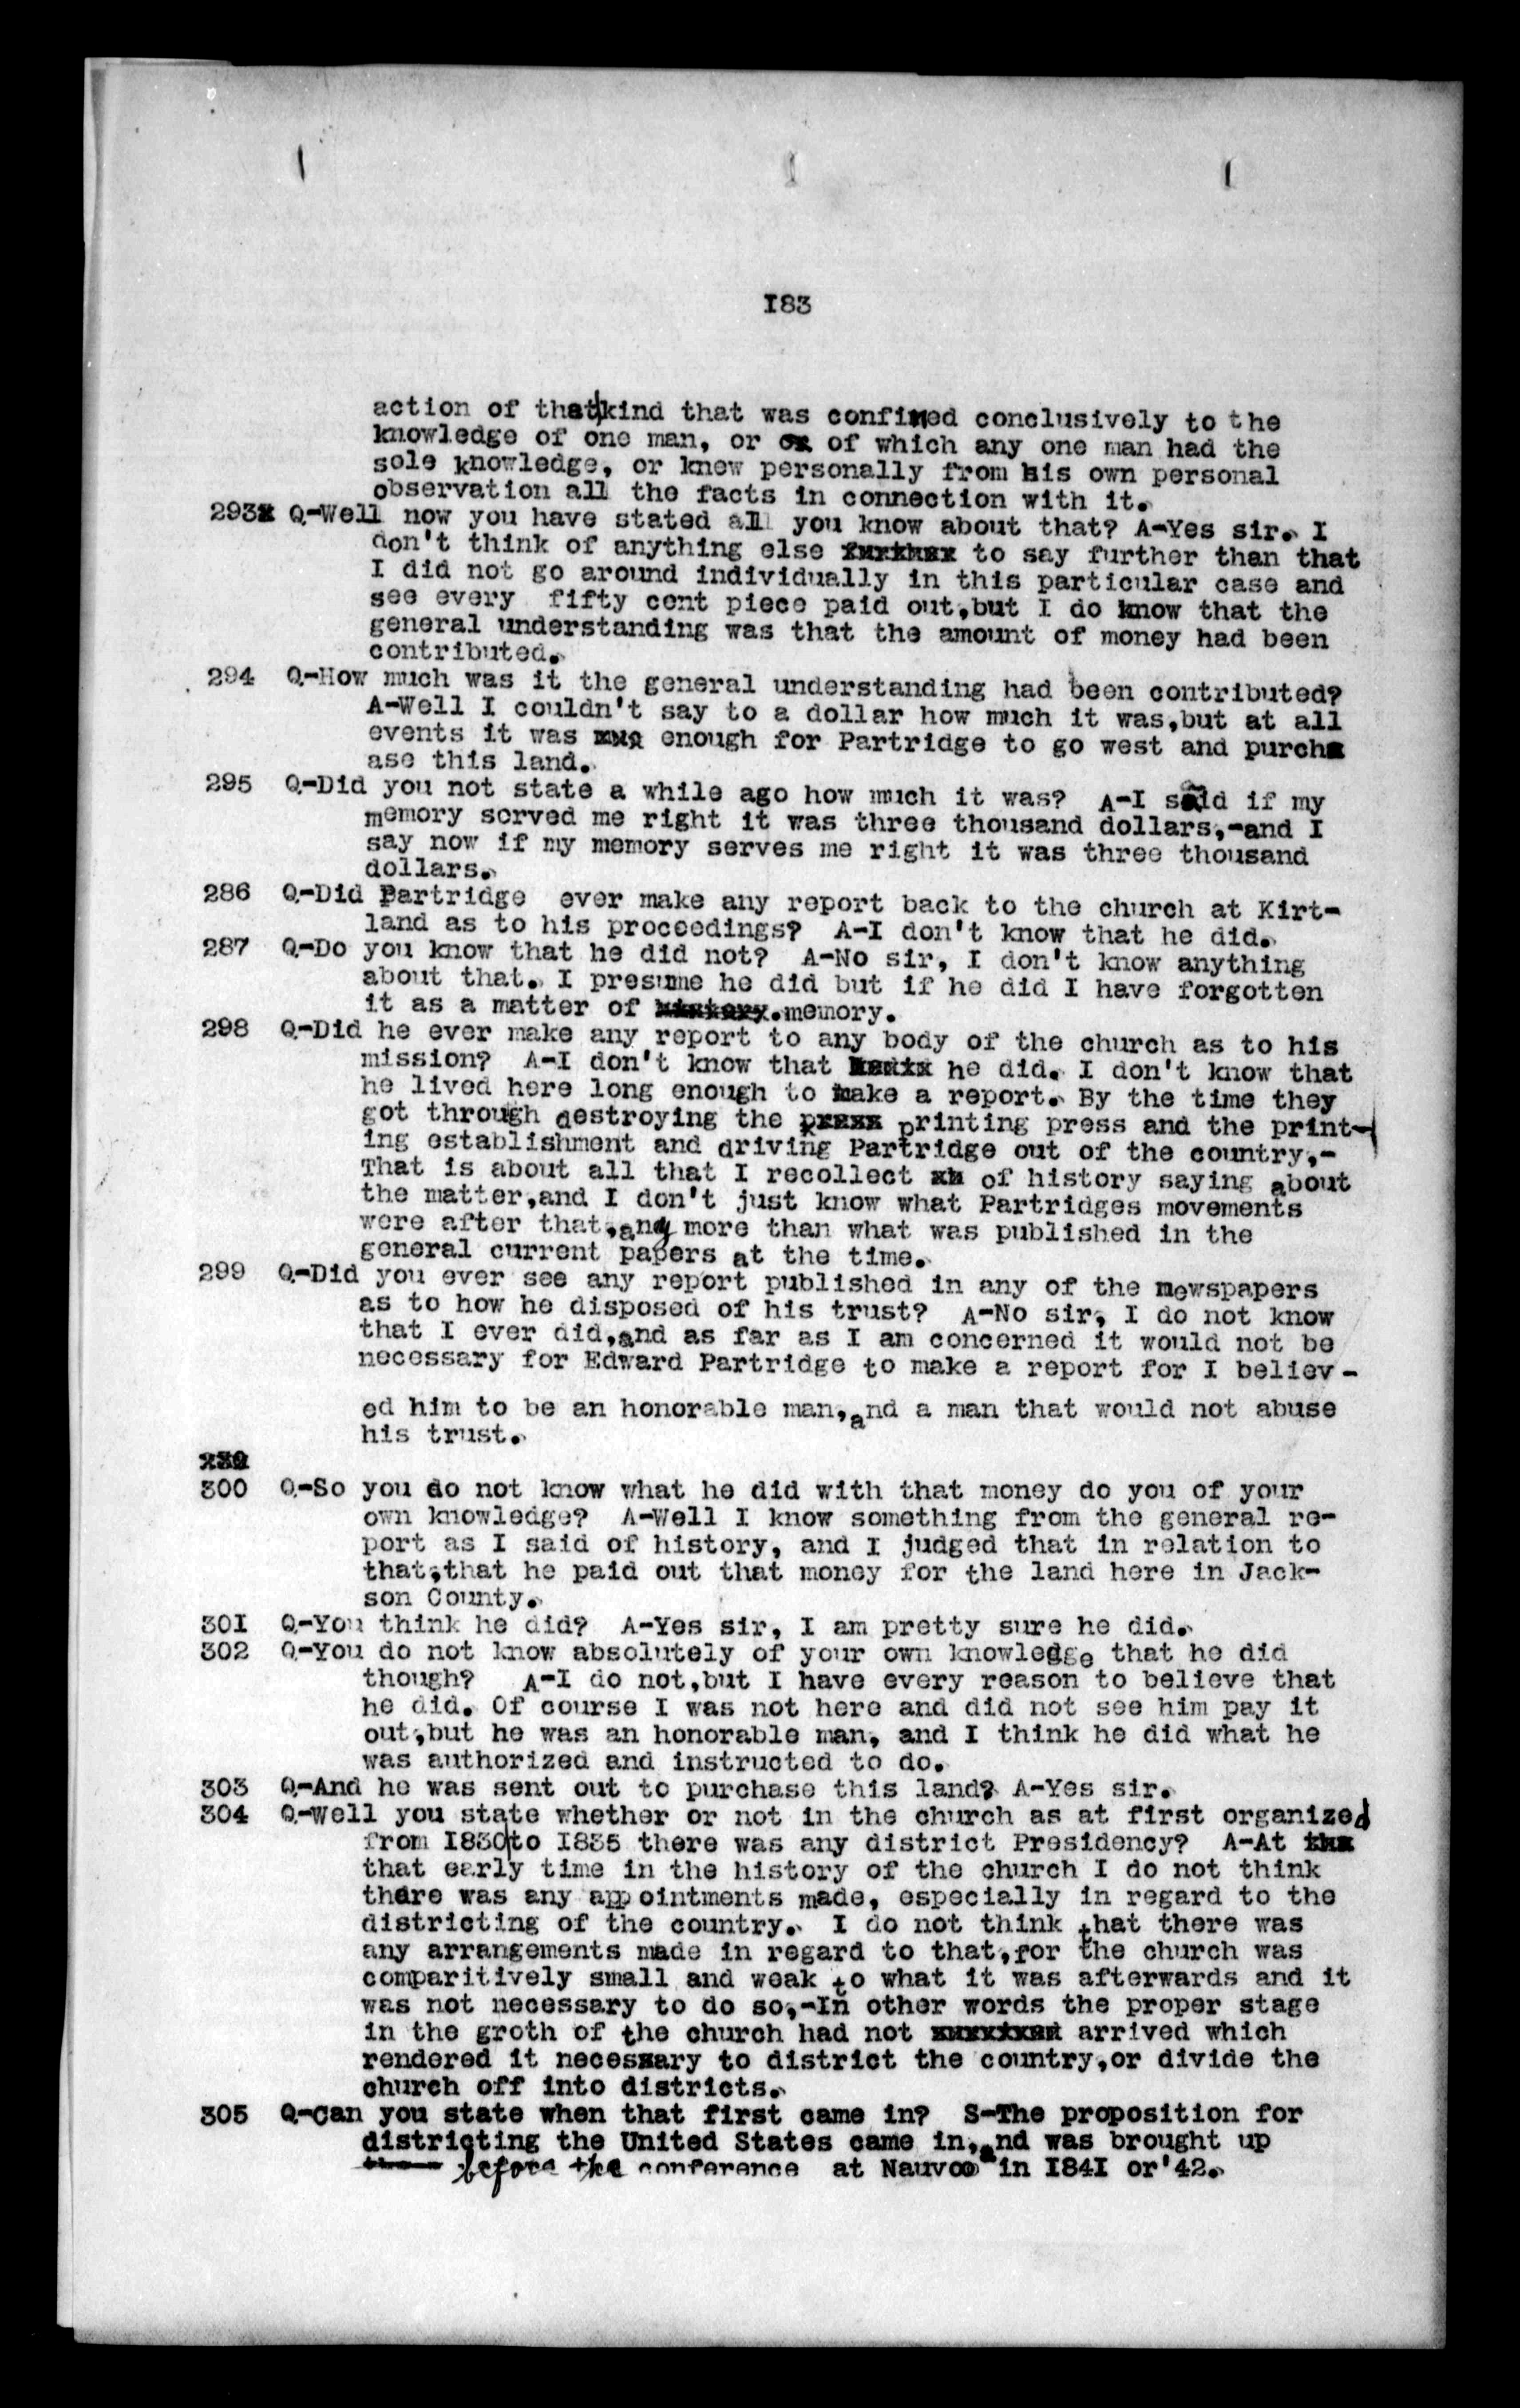 183
action of that kind that was confined conclusively to the
knowledge of one man, or of which any one man had the
sole knowledge, or knew personally from his own personal
observation all the facts in connection with it.
293 Q-Well now you have stated all you know about that? A-Yes sir. I
don't think of anything else to say further than that
I did not go around individually in this particular case and
see every fifty cent piece paid out,but I do know that the
general understanding was that the amount of money had been
contributed.
294 Q-How much was it the general understanding had been contributed?
A-Well I couldn't say to a dollar how much it was,but at all
events it was enough for Partridge to go west and purch
ase this land.
295 Q-Did you not state a while ago how much it was? A-I said if my
memory served me right it was three thousand dollars,-and I
say now if my memory serves me right it was three thousand
dollars.
286 Q-Did Partridge ever make any report back to the church at Kirt-
land as to his proceedings? A-I don't know that he did.
287 Q-Do you know that he did not? A-No sir, I don't know anything
about that. I presume he did but if he did I have forgotten
it as a matter of history.memory.
298 Q-Did he ever make any report to any body of the church as to his
mission? A-I don't know that he did. I don't know that
he lived here long enough to make a report. By the time they
got through destroying the press printing press and the print-
ing establishment and driving Partridge out of the country,-
That is about all that I recollect of history saying about
the matter,and I don't just know what Partridges movements
were after that,any more than what was published in the
general current papers at the time.
299 Q-Did you ever see any report published in any of the newspapers
as to how he disposed of his trust? A-No sir, I do not know
that I ever did,and as far as I am concerned it would not be
necessary for Edward Partridge to make a report for I believ-
ed him to be an honorable man,and a man that would not abuse
his trust.
300 Q-So you do not know what he did with that money do you of your
own knowledge? A-Well I know something from the general re-
port as I said of history, and I judged that in relation to
that,that he paid out that money for the land here in Jack-
son County.
301 Q-You think he did? A-Yes sir, I am pretty sure he did.
302 Q-You do not know absolutely of your own knowledge that he did
though? A-I do not,but I have every reason to believe that
he did. Of course I was not here and did not see him pay it
out,but he was an honorable man, and I think he did what he
was authorized and instructed to do.
303 Q-And he was sent out to purchase this land? A-Yes sir.
304 Q-Well you state whether or not in the church as at first organized
from 1830 to 1835 there was any district Presidency? A-At
that early time in the history of the church I do not think
there was any appointments made, especially in regard to the
districting of the country. I do not think that there was
any arrangements made in regard to that,for the church was
comparitively small and weak to what it was afterwards and it
was not necessary to do so,-In other words the proper stage
in the groth of the church had not arrived which
rendered it necessary to district the country,or divide the
church off into districts.
305 Q-Can you state when that first came in? S-The proposition for
districting the United States came in,and was brought up
before the conference at Nauvoo in 1841 or'42.